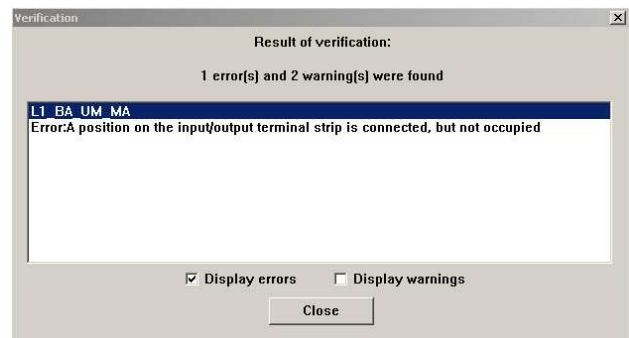 Verification
Result of verification:
1 error(s) and 2 warning(s) were found
L1_BA_UM_MA
Error:A position on the input/output terminal strip is connected, but not occupied
Display errors Display warnings
Close